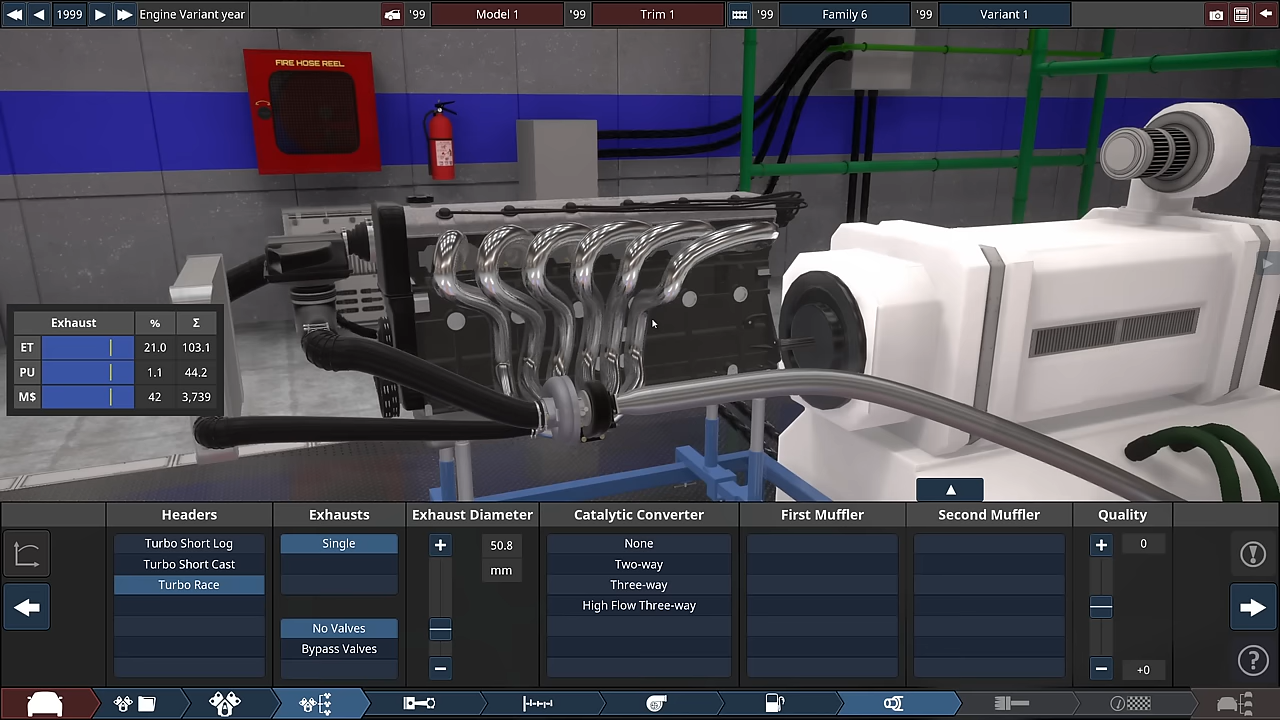 1999 Engine Variant year '99 Model 1 '99 Trim 1 '99 Family 6 '99 Variant 1
FIRE HOSE REEL
Exhaust % Σ
ET 21.0 103.1
PU 1.1 44.2
M$ 42 3,739
Headers Exhausts Exhaust Diameter Catalytic Converter First Muffler Second Muffler Quality
Turbo Short Log Single + 50.8 None + 0
Turbo Short Cast mm Two-way
Turbo Race Three-way
High Flow Three-way
No Valves
Bypass Valves
− − +0